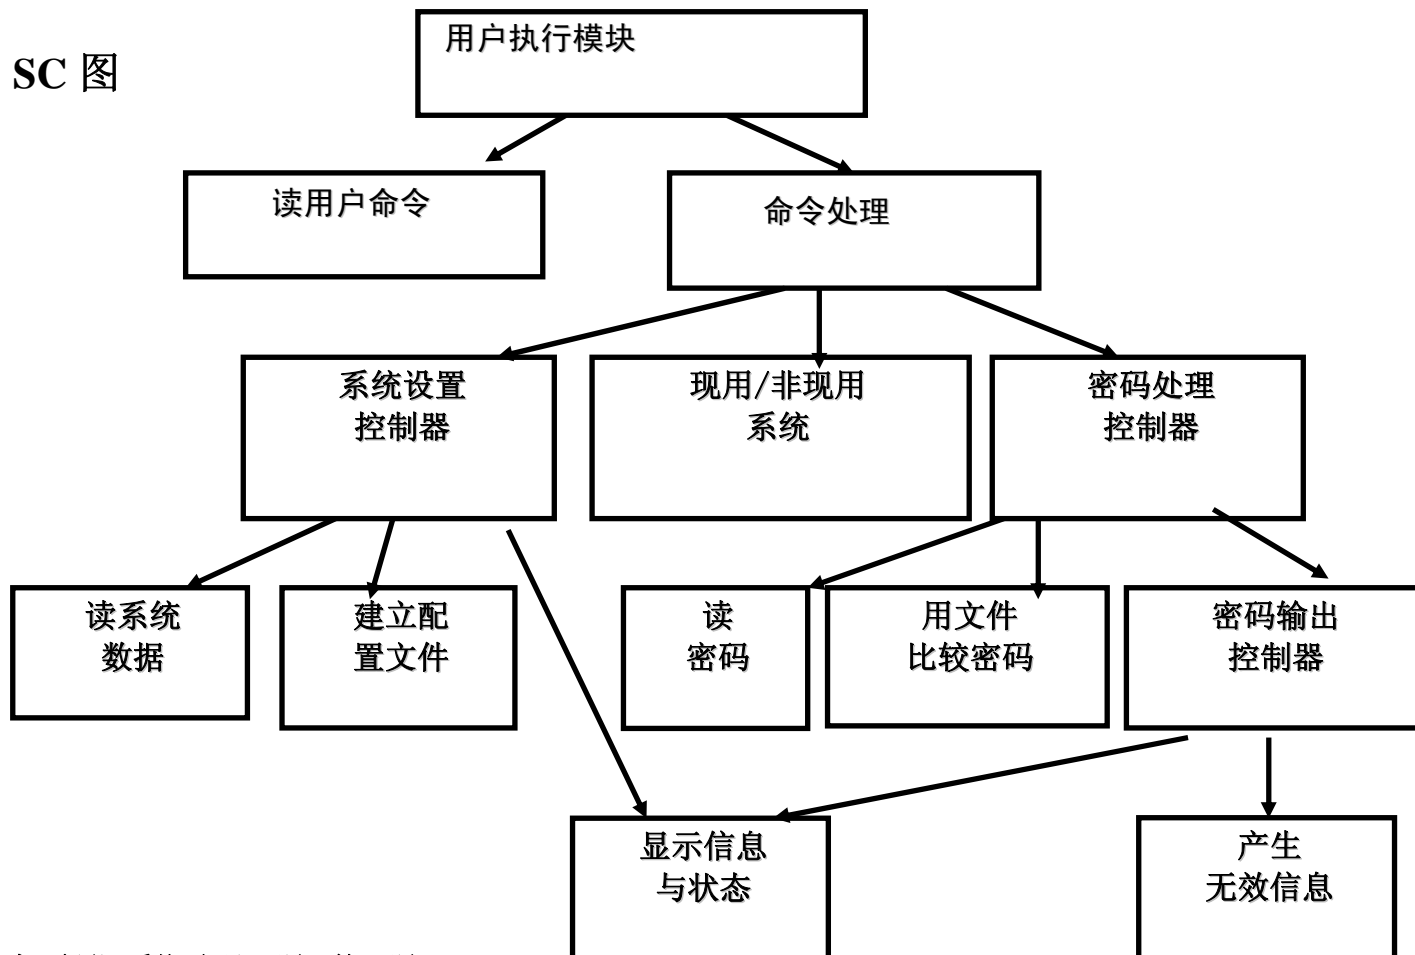 用户执行模块
SC 图
读用户命令
命令处理
系统设置
控制器
现用/非现用
系统
密码处理
控制器
读系统
数据
建立配
置文件
读
密码
用文件
比较密码
密码输出
控制器
显示信息
与状态
产生
无效信息